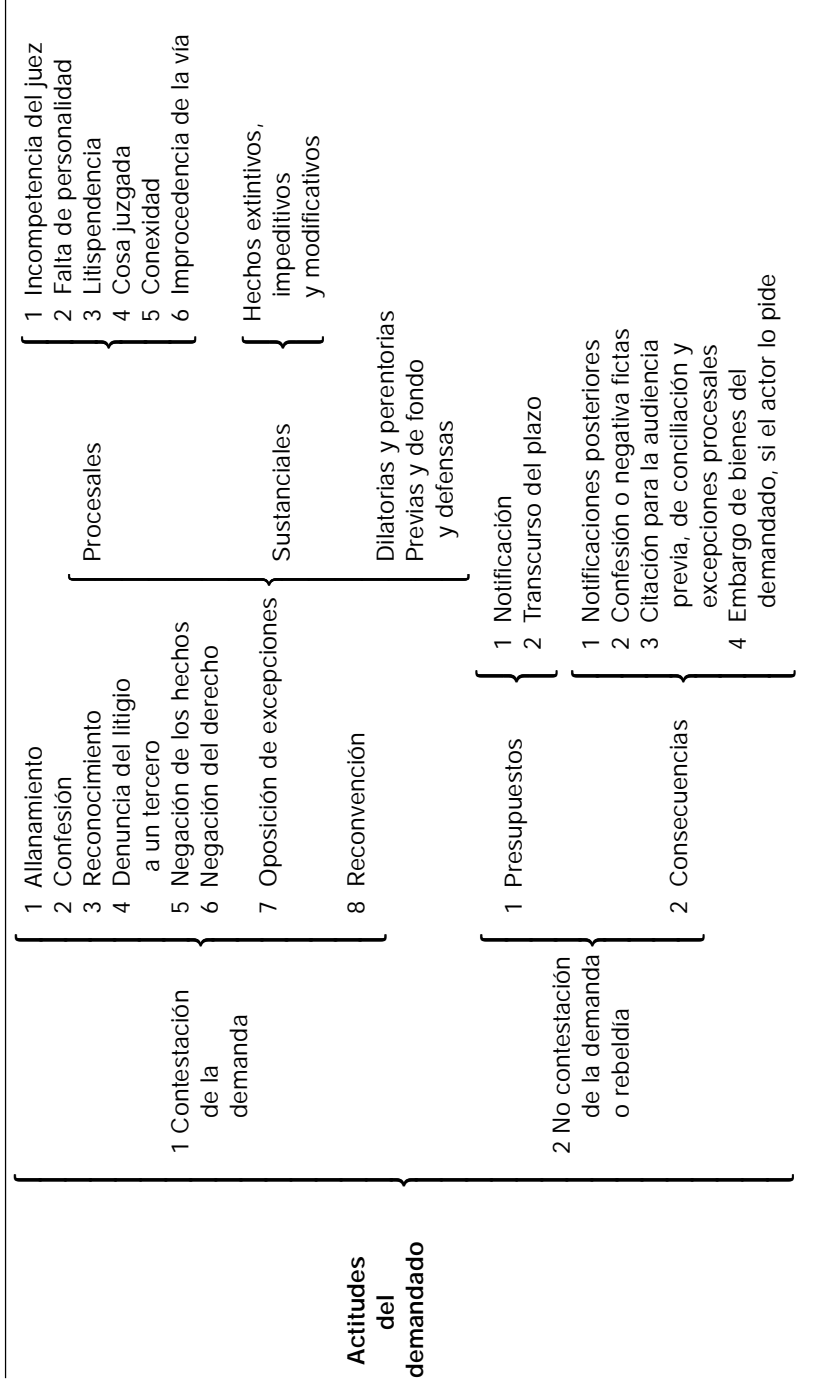 Actitudes
del
demandado
1 Contestación
de la
demanda
1 Allanamiento
2 Confesión
3 Reconocimiento
4 Denuncia del litigio
a un tercero
5 Negación de los hechos
6 Negación del derecho
7 Oposición de excepciones
8 Reconvención
Procesales
1 Incompetencia del juez
2 Falta de personalidad
3 Litispendencia
4 Cosa juzgada
5 Conexidad
6 Improcedencia de la vía
Sustanciales
Hechos extintivos,
impeditivos
y modificativos
Dilatorias y perentorias
Previas y de fondo
y defensas
2 No contestación
de la demanda
o rebeldía
1 Presupuestos
1 Notificación
2 Transcurso del plazo
2 Consecuencias
1 Notificaciones posteriores
2 Confesión o negativa fictas
3 Citación para la audiencia
previa, de conciliación y
excepciones procesales
4 Embargo de bienes del
demandado, si el actor lo pide